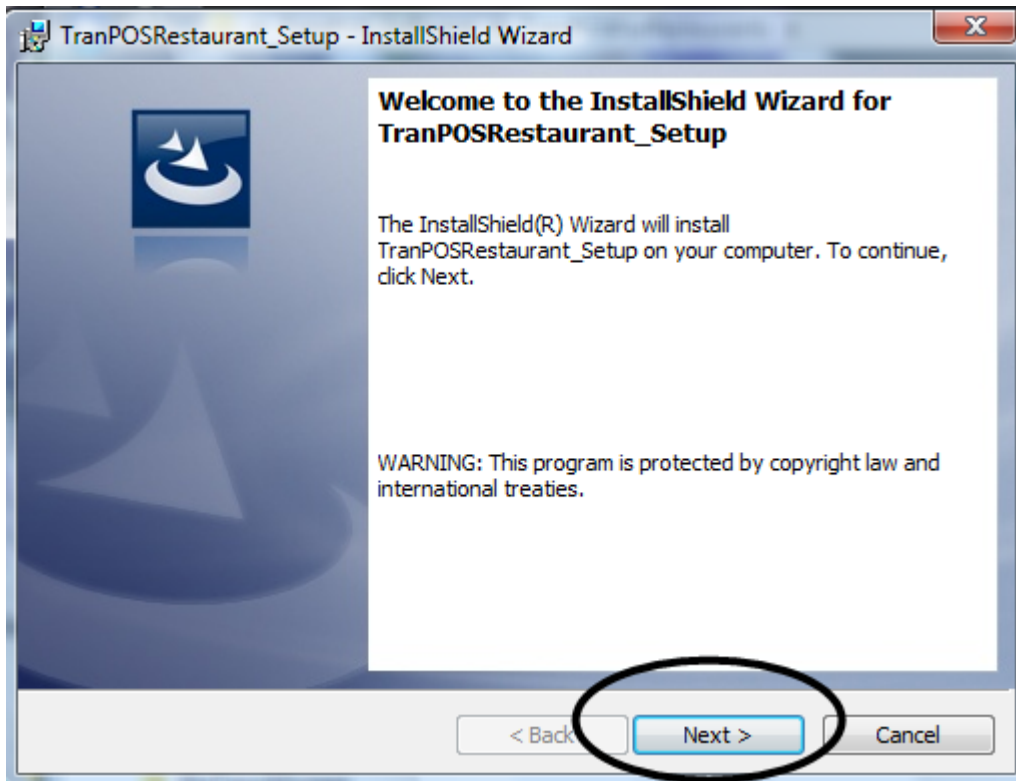 TranPOSRestaurant_Setup - InstallShield Wizard
Welcome to the InstallShield Wizard for
TranPOSRestaurant_Setup
The InstallShield(R) Wizard will install
TranPOSRestaurant_Setup on your computer. To continue,
click Next.
WARNING: This program is protected by copyright law and
international treaties.
< Back
Next >
Cancel